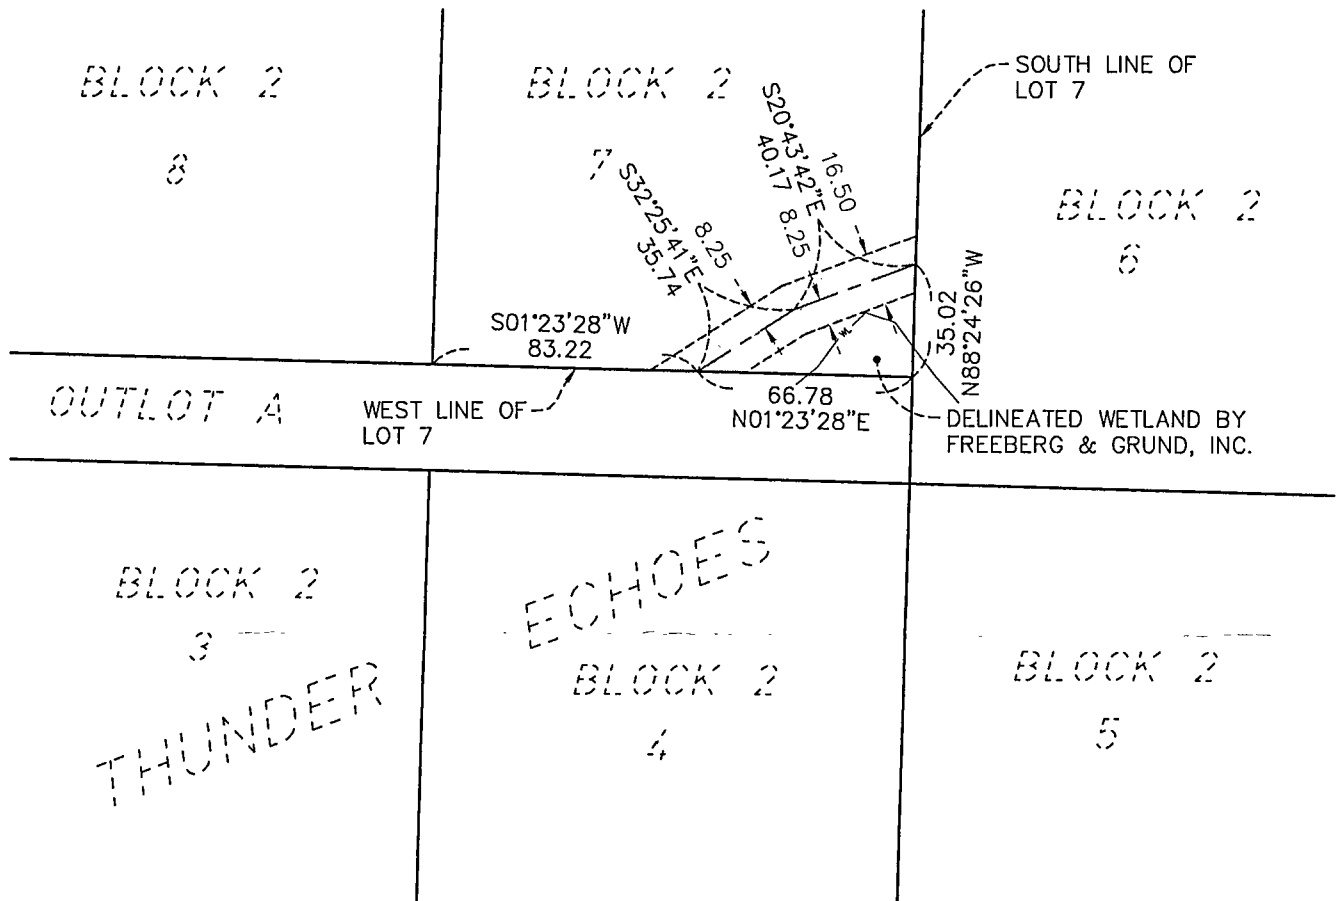 BLOCK 2
8
BLOCK 2
7
SOUTH LINE OF
LOT 7
BLOCK 2
6
S20°43'42"E
40.17
16.50
8.25
S32°25'41"E
35.74
8.25
S01°23'28"W
83.22
35.02
N88°24'26"W
66.78
N01°23'28"E
WL
OUTLOT A
WEST LINE OF
LOT 7
DELINEATED WETLAND BY
FREEBERG & GRUND, INC.
BLOCK 2
3
THUNDER
ECHOES
BLOCK 2
4
BLOCK 2
5